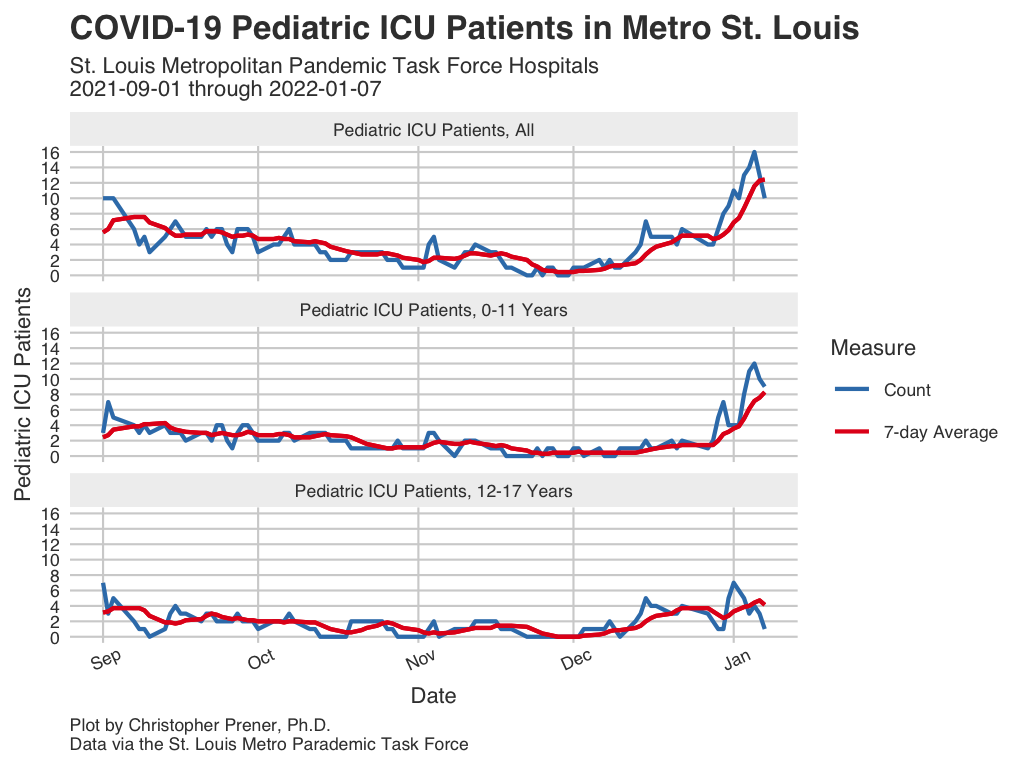 COVID-19 Pediatric ICU Patients in Metro St. Louis
St. Louis Metropolitan Pandemic Task Force Hospitals
2021-09-01 through 2022-01-07
Pediatric ICU Patients
Pediatric ICU Patients, All
16
14
12
10
8
6
4
2
0
Pediatric ICU Patients, 0-11 Years
16
14
12
10
8
6
4
2
0
Pediatric ICU Patients, 12-17 Years
16
14
12
10
8
6
4
2
0
Sep Oct Nov Dec Jan
Date
Measure
Count
7-day Average
Plot by Christopher Prener, Ph.D.
Data via the St. Louis Metro Parademic Task Force